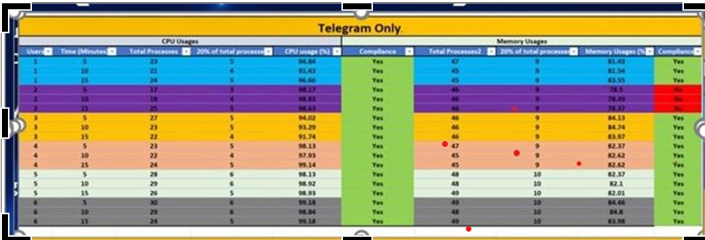 Telegram Only.
CPU Usages Memory Usages
Users Time (Minutes Total Processes 20% of total processe CPU usage (%) Compliance Total Processes2 20% of total processe Memory Usages (% Compliance
1 5 23 5 94.84 Yes 47 9 81.43 Yes
1 10 21 4 91.43 Yes 45 9 81.54 Yes
1 15 24 5 96.66 Yes 45 9 83.55 Yes
2 5 17 3 98.17 Yes 46 9 78.5
2 10 18 4 98.83 Yes 46 9 78.49
2 15 25 5 98.63 Yes 46 9 78.37
3 5 27 5 94.02 Yes 46 9 84.13 Yes
3 10 23 5 93.29 Yes 46 9 84.74 Yes
3 15 22 4 91.74 Yes 46 9 83.97 Yes
4 5 23 5 98.13 Yes 47 9 82.37 Yes
4 10 22 4 97.93 Yes 45 9 82.62 Yes
4 15 24 5 99.14 Yes 45 9 82.62 Yes
5 5 28 6 98.13 Yes 48 10 82.37 Yes
5 10 29 6 98.92 Yes 48 10 82.1 Yes
5 15 26 5 98.93 Yes 49 10 82.01 Yes
6 5 30 6 99.18 Yes 49 10 84.46 Yes
6 10 29 6 98.84 Yes 48 10 84.8 Yes
6 15 24 5 99.18 Yes 49 10 83.98 Yes